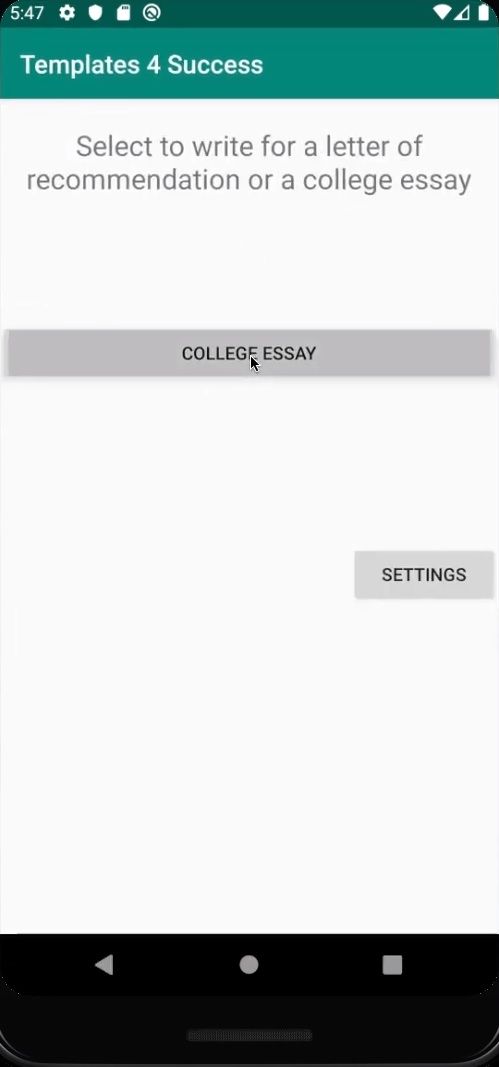 5:47
Templates 4 Success
Select to write for a letter of
recommendation or a college essay
COLLEGE ESSAY
SETTINGS